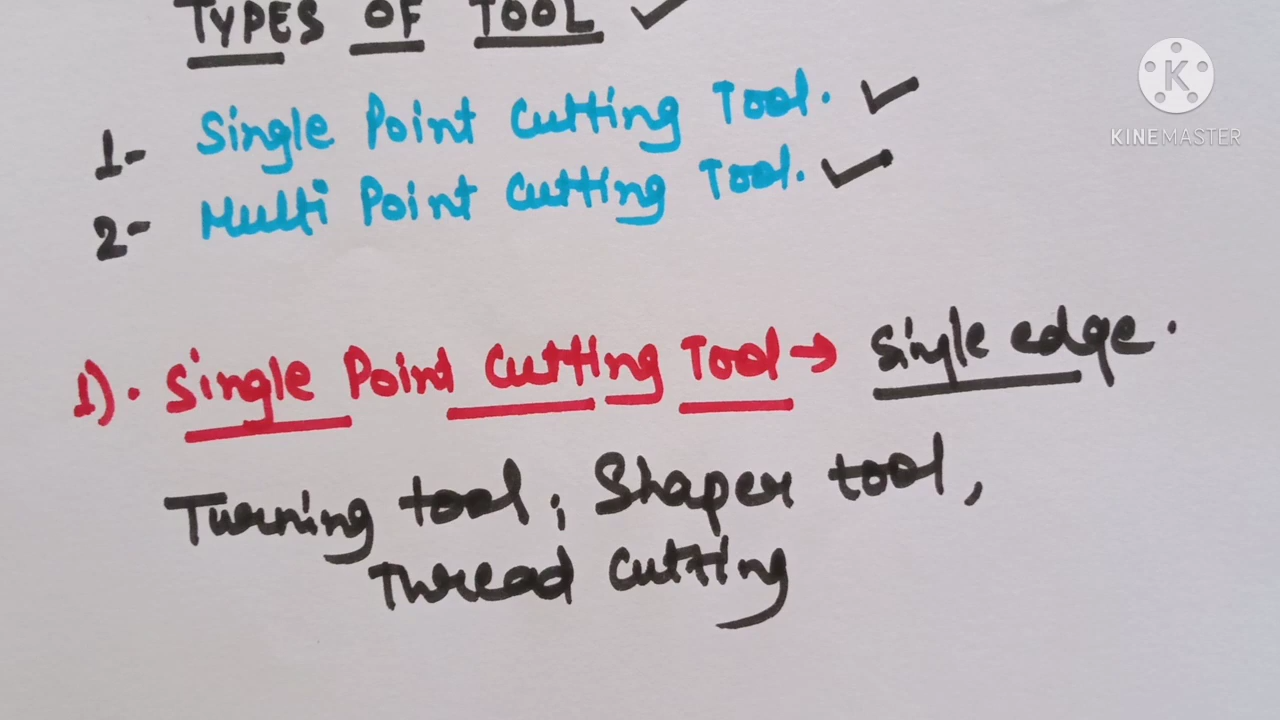 TYPES OF TOOL ✓
1- Single Point Cutting Tool. ✓
2- Multi Point Cutting Tool. ✓
1). Single Point Cutting Tool → Single edge.
Turning tool; Shaper tool,
Thread cutting
K
KINEMASTER